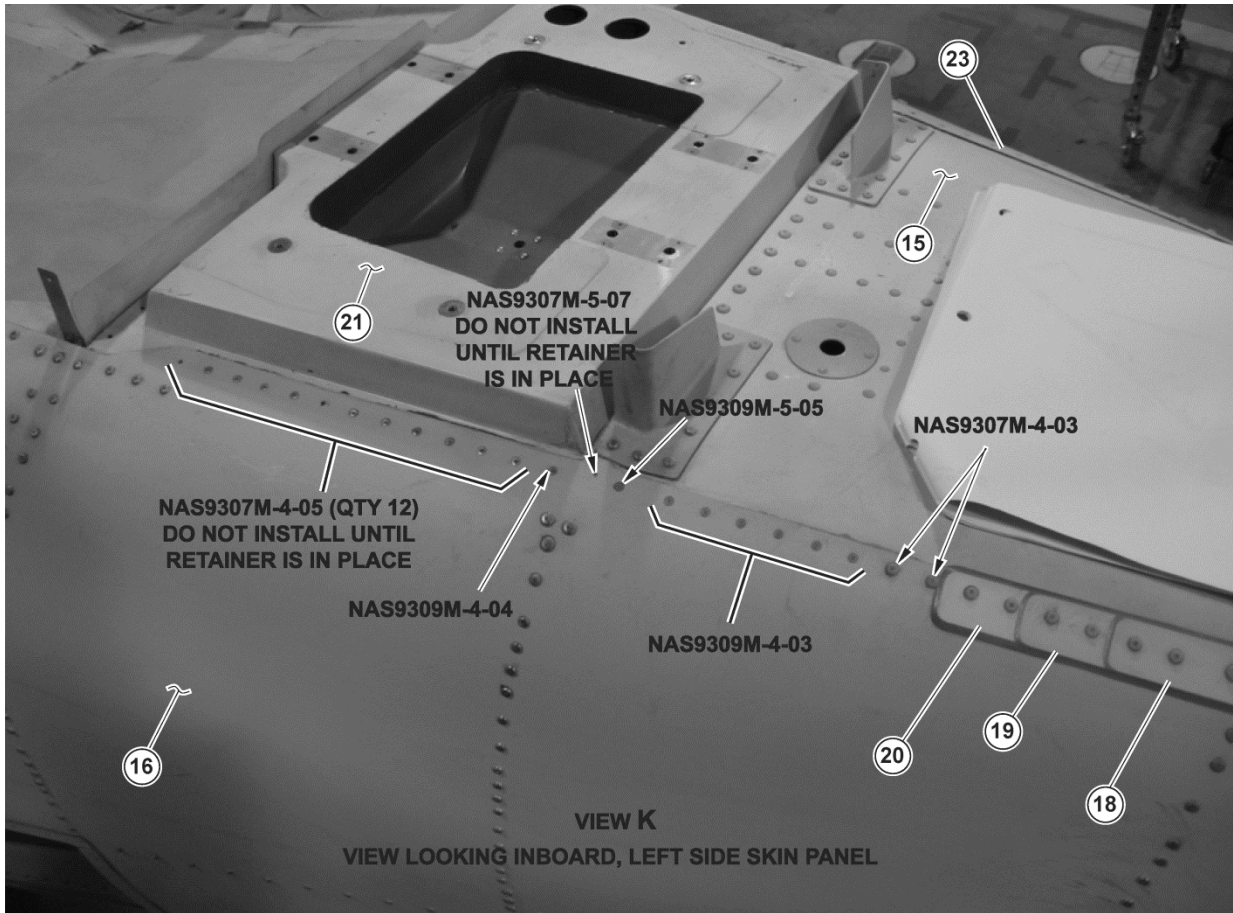 23
15
21
NAS9307M-5-07
DO NOT INSTALL
UNTIL RETAINER
IS IN PLACE
NAS9309M-5-05
NAS9307M-4-03
NAS9307M-4-05 (QTY 12)
DO NOT INSTALL UNTIL
RETAINER IS IN PLACE
NAS9309M-4-04
NAS9309M-4-03
16
20
19
18
VIEW K
VIEW LOOKING INBOARD, LEFT SIDE SKIN PANEL